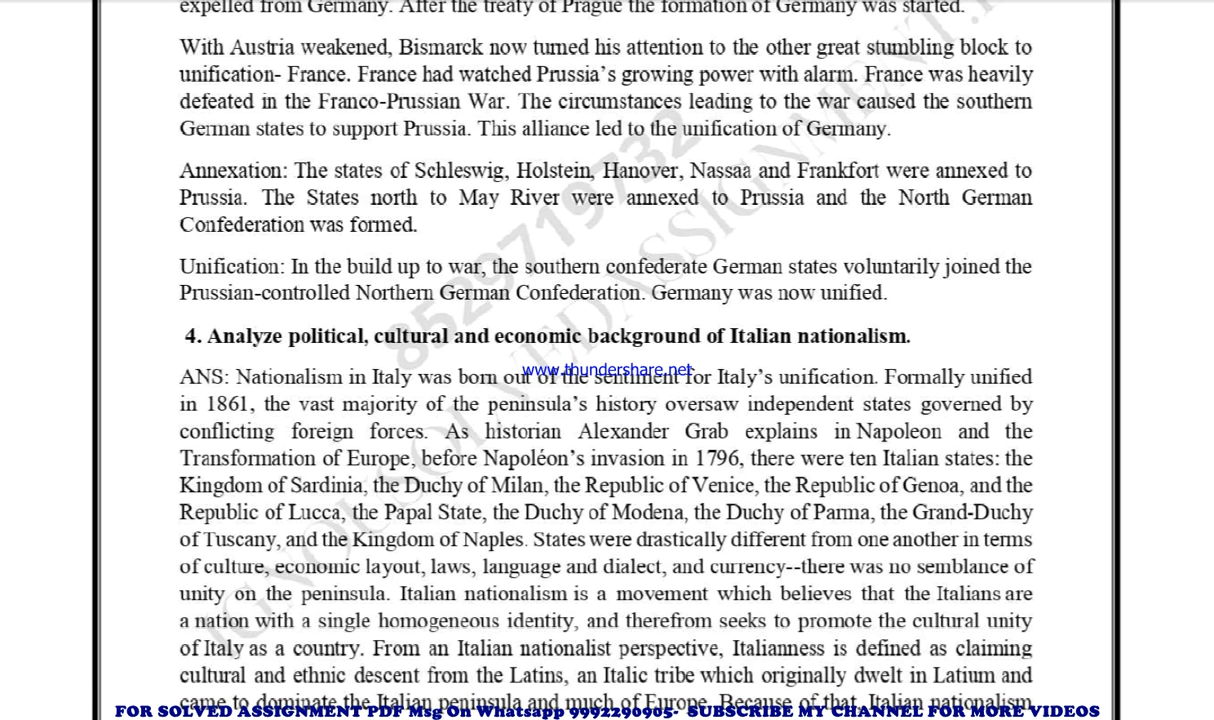 expelled from Germany. After the treaty of Prague the formation of Germany was started.
With Austria weakened, Bismarck now turned his attention to the other great stumbling block to
unification- France. France had watched Prussia's growing power with alarm. France was heavily
defeated in the Franco-Prussian War. The circumstances leading to the war caused the southern
German states to support Prussia. This alliance led to the unification of Germany.
Annexation: The states of Schleswig, Holstein, Hanover, Nassaa and Frankfort were annexed to
Prussia. The States north to May River were annexed to Prussia and the North German
Confederation was formed.
Unification: In the build up to war, the southern confederate German states voluntarily joined the
Prussian-controlled Northern German Confederation. Germany was now unified.
4. Analyze political, cultural and economic background of Italian nationalism.
www.thundershare.net
ANS: Nationalism in Italy was born out of the sentiment for Italy's unification. Formally unified
in 1861, the vast majority of the peninsula's history oversaw independent states governed by
conflicting foreign forces. As historian Alexander Grab explains in Napoleon and the
Transformation of Europe, before Napoléon's invasion in 1796, there were ten Italian states: the
Kingdom of Sardinia, the Duchy of Milan, the Republic of Venice, the Republic of Genoa, and the
Republic of Lucca, the Papal State, the Duchy of Modena, the Duchy of Parma, the Grand-Duchy
of Tuscany, and the Kingdom of Naples. States were drastically different from one another in terms
of culture, economic layout, laws, language and dialect, and currency--there was no semblance of
unity on the peninsula. Italian nationalism is a movement which believes that the Italians are
a nation with a single homogeneous identity, and therefrom seeks to promote the cultural unity
of Italy as a country. From an Italian nationalist perspective, Italianness is defined as claiming
cultural and ethnic descent from the Latins, an Italic tribe which originally dwelt in Latium and
came to dominate the Italian peninsula and much of Europe. Because of that, Italian nationalism
FOR SOLVED ASSIGNMENT PDF Msg On Whatsapp 9992290905- SUBSCRIBE MY CHANNEL FOR MORE VIDEOS
8529719732
IGNOUSOLVEDASSIGNMENT.